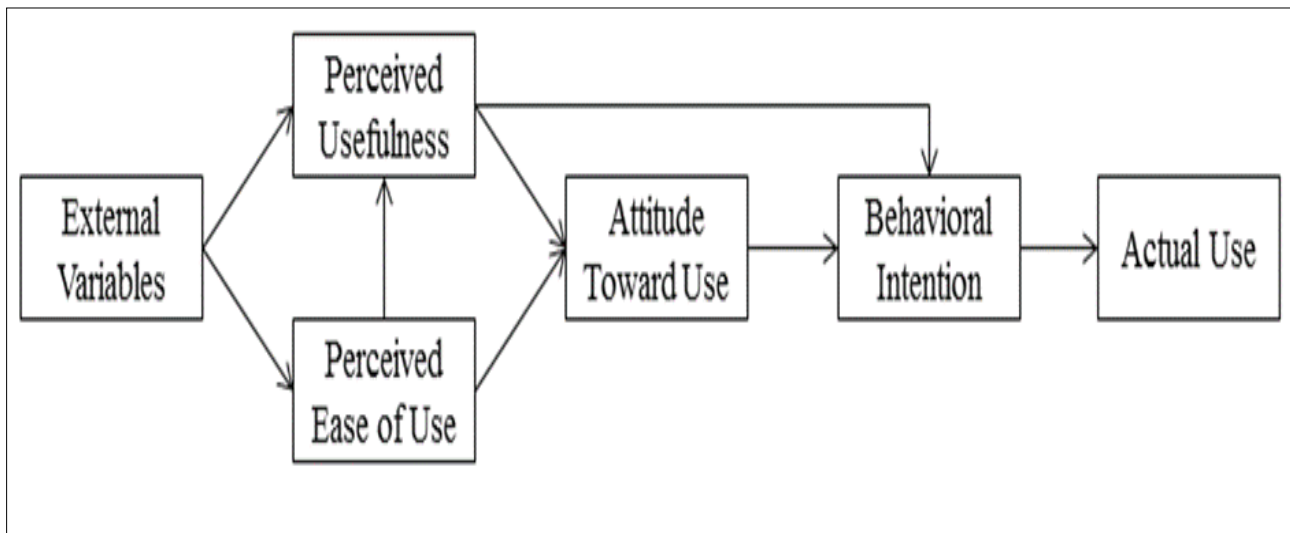 Perceived
Usefulness
External
Variables
Attitude
Toward Use
Behavioral
Intention
Actual Use
Perceived
Ease of Use